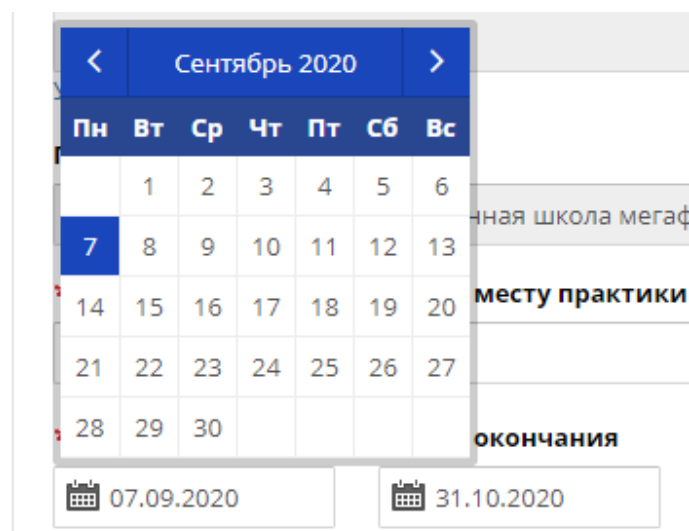 Сентябрь 2020
Пн Вт Ср Чт Пт Сб Вс
1 2 3 4 5 6
нная школа мегаф
7 8 9 10 11 12 13
* месту практики
14 15 16 17 18 19 20
21 22 23 24 25 26 27
28 29 30
* окончания
07.09.2020 31.10.2020